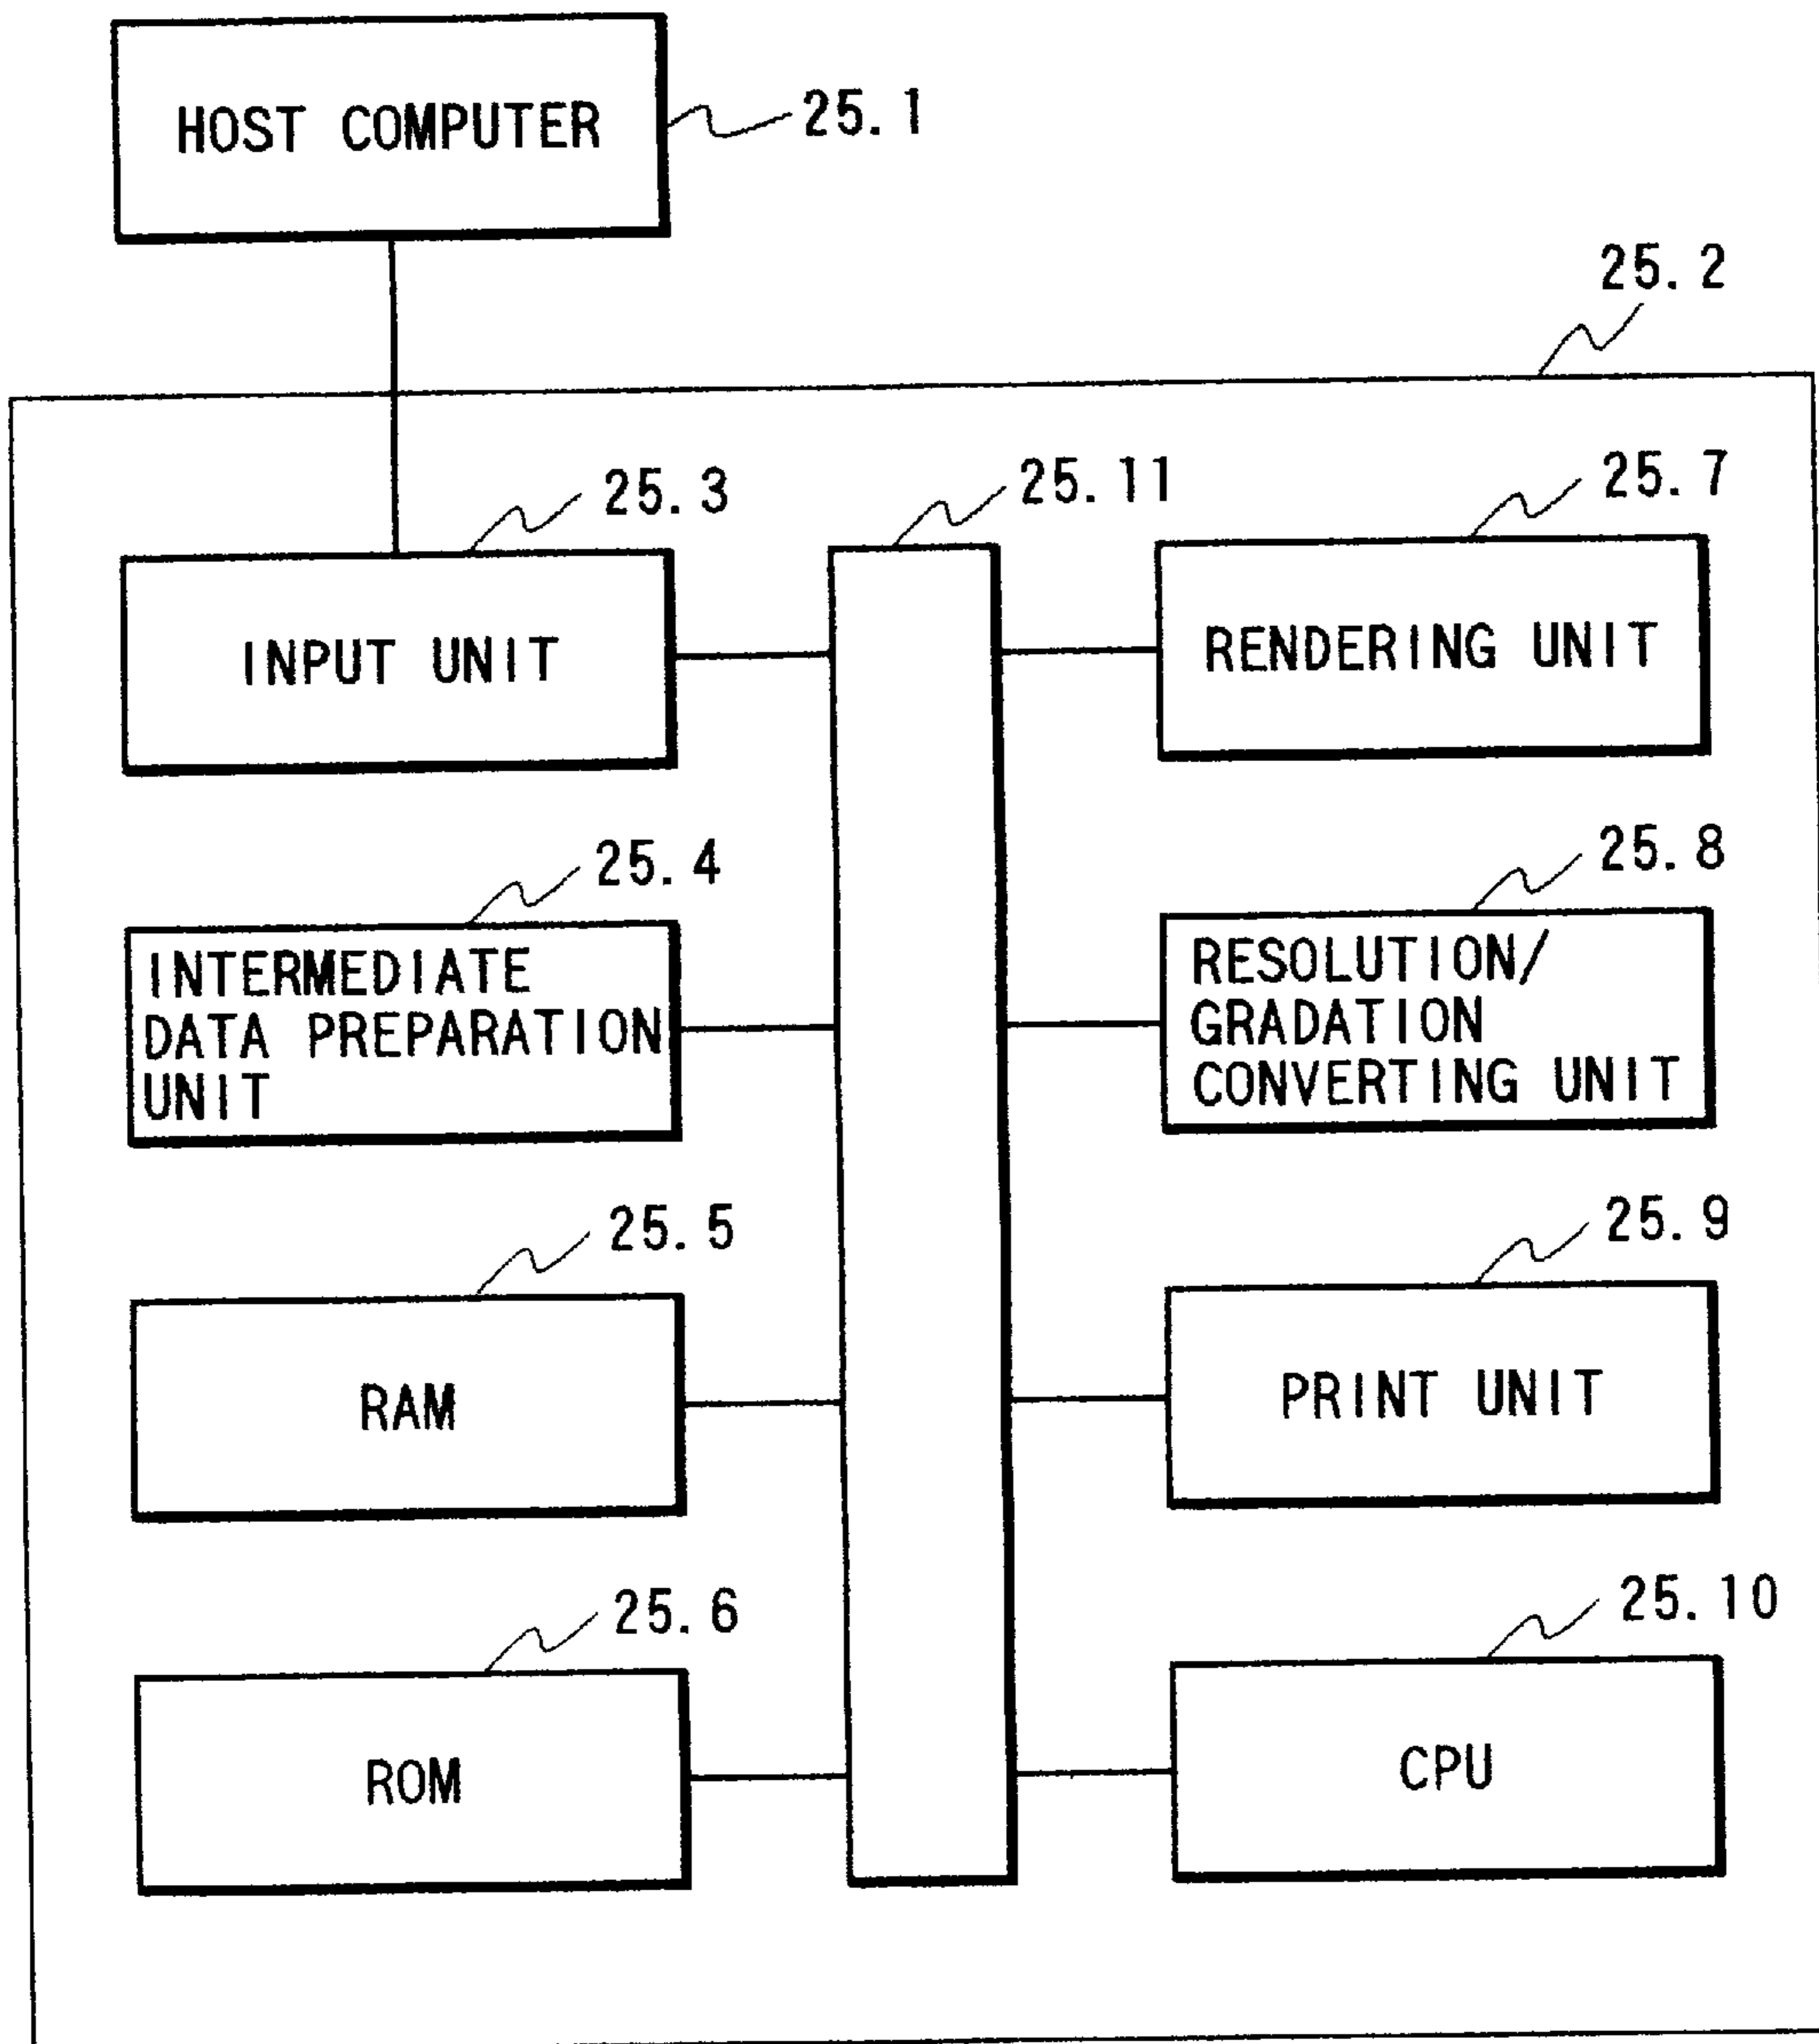 HOST COMPUTER
25.1
25.2
25.3
25.11
25.7
INPUT UNIT
RENDERING UNIT
25.4
25.8
INTERMEDIATE
DATA PREPARATION
UNIT
RESOLUTION/
GRADATION
CONVERTING UNIT
25.5
25.9
RAM
PRINT UNIT
25.6
25.10
ROM
CPU